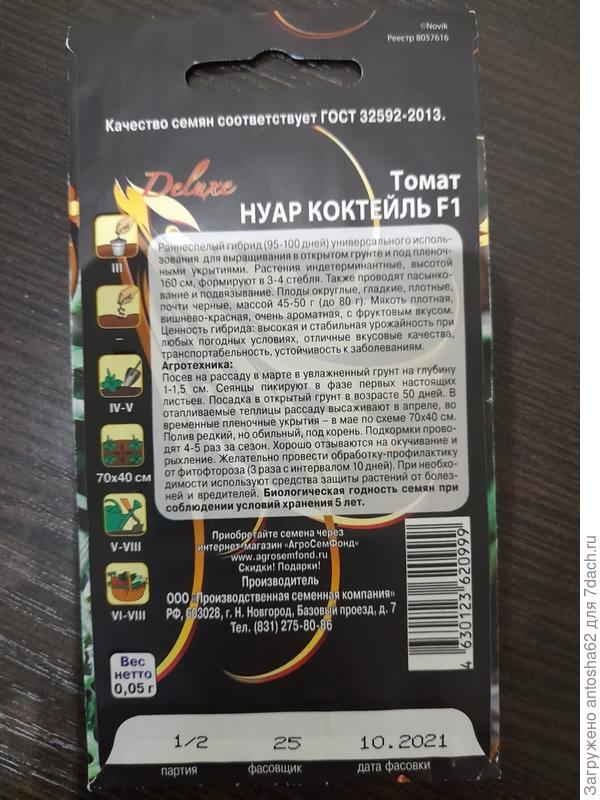 ©Novik
Реестр 8057616
Качество семян соответствует ГОСТ 32592-2013.
Deluxe
Томат
НУАР КОКТЕЙЛЬ F1
Раннеспелый гибрид (95-100 дней) универсального исполь-
зования для выращивания в открытом грунте и под пленоч-
ными укрытиями. Растения индетерминантные, высотой
160 см, формируют в 3-4 стебля. Также проводят пасынко-
вание и подвязывание. Плоды округлые, гладкие, плотные,
почти черные, массой 45-50 г (до 80 г). Мякоть плотная,
вишнево-красная, очень ароматная, с фруктовым вкусом.
Ценность гибрида: высокая и стабильная урожайность при
любых погодных условиях, отличные вкусовые качества,
транспортабельность, устойчивость к заболеваниям.
Агротехника:
Посев на рассаду в марте в увлажненный грунт на глубину
1-1,5 см. Сеянцы пикируют в фазе первых настоящих
листьев. Посадка в открытый грунт в возрасте 50 дней. В
отапливаемые теплицы рассаду высаживают в апреле, во
временные пленочные укрытия – в мае по схеме 70х40 см.
Полив редкий, но обильный, под корень. Подкормки прово-
дят 4-5 раз за сезон. Хорошо отзываются на окучивание и
рыхление. Желательно провести обработку-профилактику
от фитофтороза (3 раза с интервалом 10 дней). При необхо-
димости используют средства защиты растений от болез-
ней и вредителей. Биологическая годность семян при
соблюдении условий хранения 5 лет.
III
–
IV-V
70х40 см
V-VIII
VI-VIII
Приобретайте семена через
интернет-магазин «АгроСемФонд»
www.agrosemfond.ru
Скидки! Подарки!
Производитель
ООО "Производственная семенная компания"
РФ, 603028, г. Н. Новгород, Базовый проезд, д. 7
Тел. (831) 275-80-86
4 630123 620999
Вес
нетто
0,05 г
1/2 25 10.2021
партия фасовщик дата фасовки
Загружено antosha62 для 7dach.ru